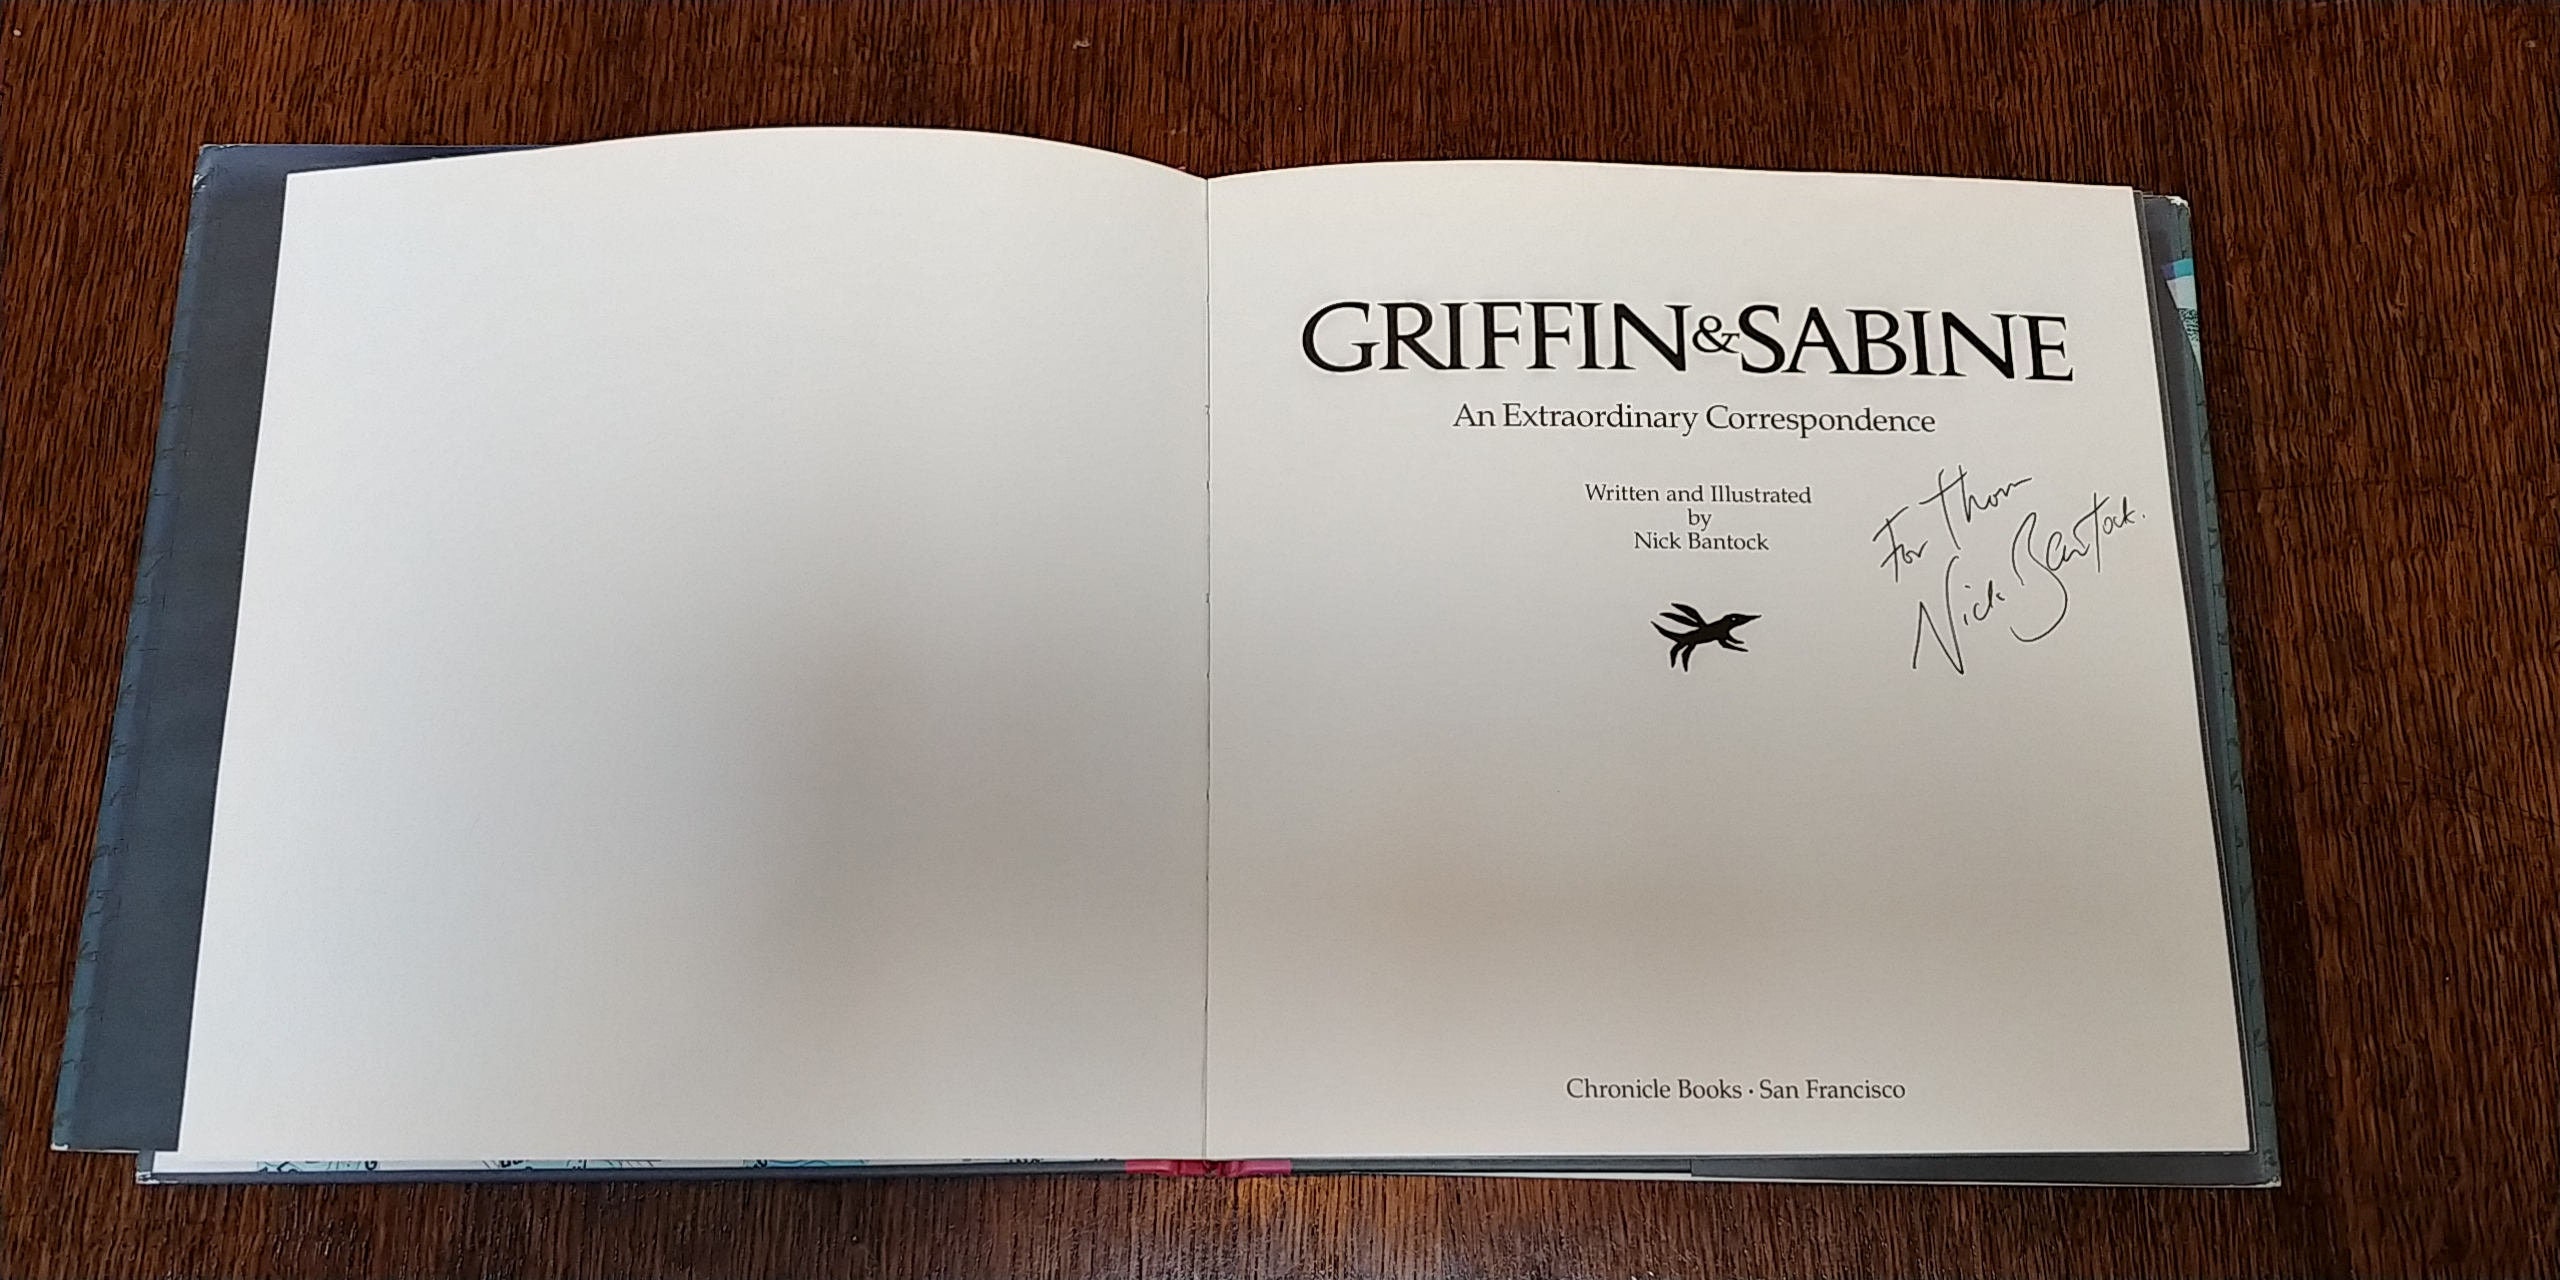 GRIFFIN & SABINE
An Extraordinary Correspondence
Written and Illustrated
by
Nick Bantock
For Thom
Nick Bantock.
Chronicle Books · San Francisco